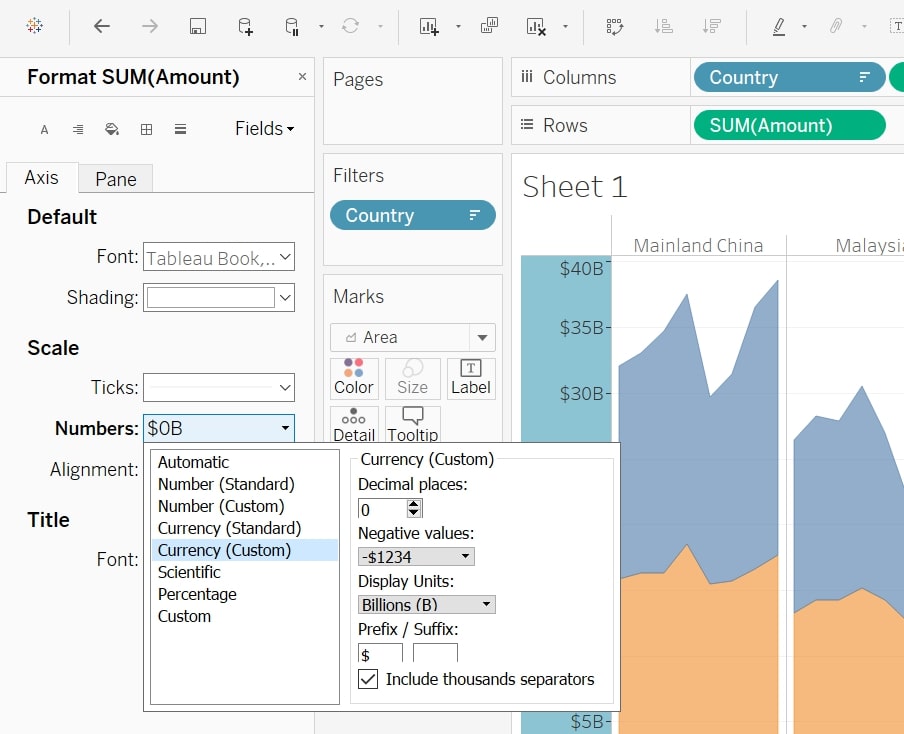 Format SUM(Amount)
×
A
Fields
Axis
Pane
Default
Font:
Tableau Book,..
Shading:
Scale
Ticks:
Numbers:
$0B
Alignment:
Title
Font:
Automatic
Number (Standard)
Number (Custom)
Currency (Standard)
Currency (Custom)
Scientific
Percentage
Custom
Currency (Custom)
Decimal places:
0
Negative values:
-$1234
Display Units:
Billions (B)
Prefix / Suffix:
$
Include thousands separators
Pages
Filters
Country
Marks
Area
Color
Size
T
Label
Detail
Tooltip
T
Columns
Country
Rows
SUM(Amount)
Sheet 1
Mainland China
Malaysi
$40B
$35B
$30B
$5B